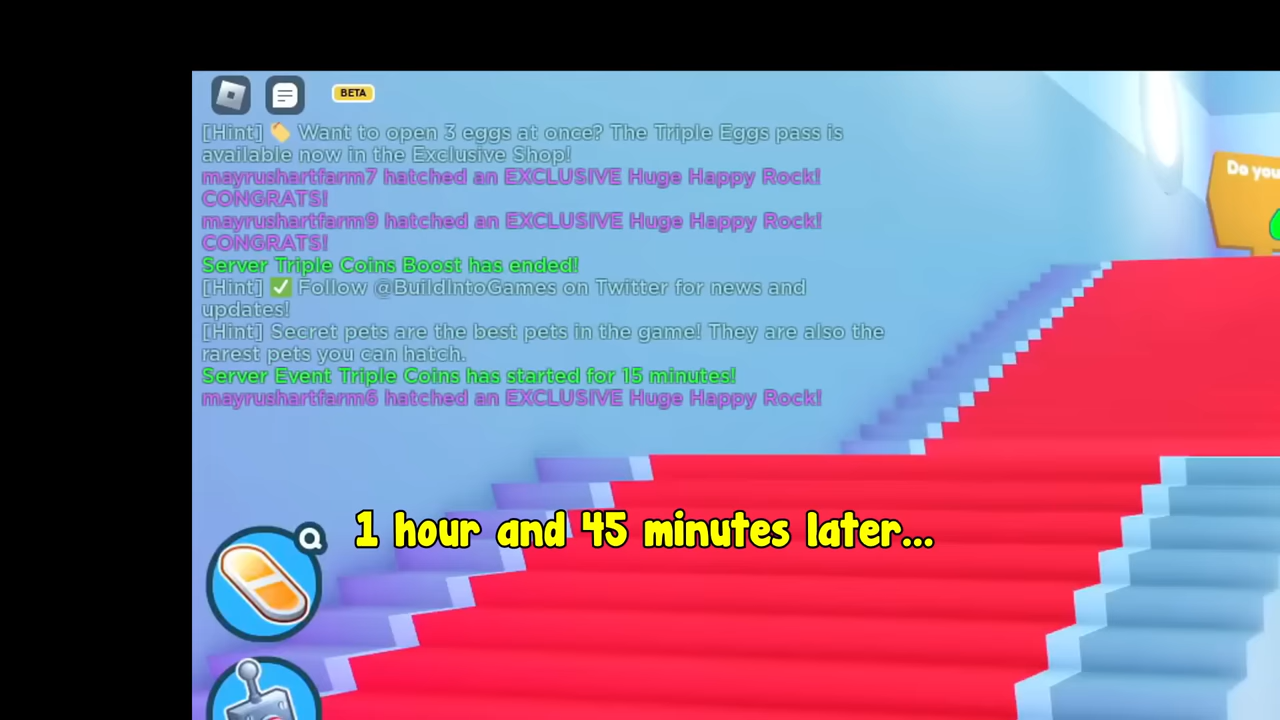 BETA
[Hint] 🏷️ Want to open 3 eggs at once? The Triple Eggs pass is
available now in the Exclusive Shop!
mayrushartfarm7 hatched an EXCLUSIVE Huge Happy Rock!
CONGRATS!
mayrushartfarm9 hatched an EXCLUSIVE Huge Happy Rock!
CONGRATS!
Server Triple Coins Boost has ended!
[Hint] ✅ Follow @BuildIntoGames on Twitter for news and
updates!
[Hint] Secret pets are the best pets in the game! They are also the
rarest pets you can hatch.
Server Event Triple Coins has started for 15 minutes!
mayrushartfarm6 hatched an EXCLUSIVE Huge Happy Rock!
Do you
1 hour and 45 minutes later...